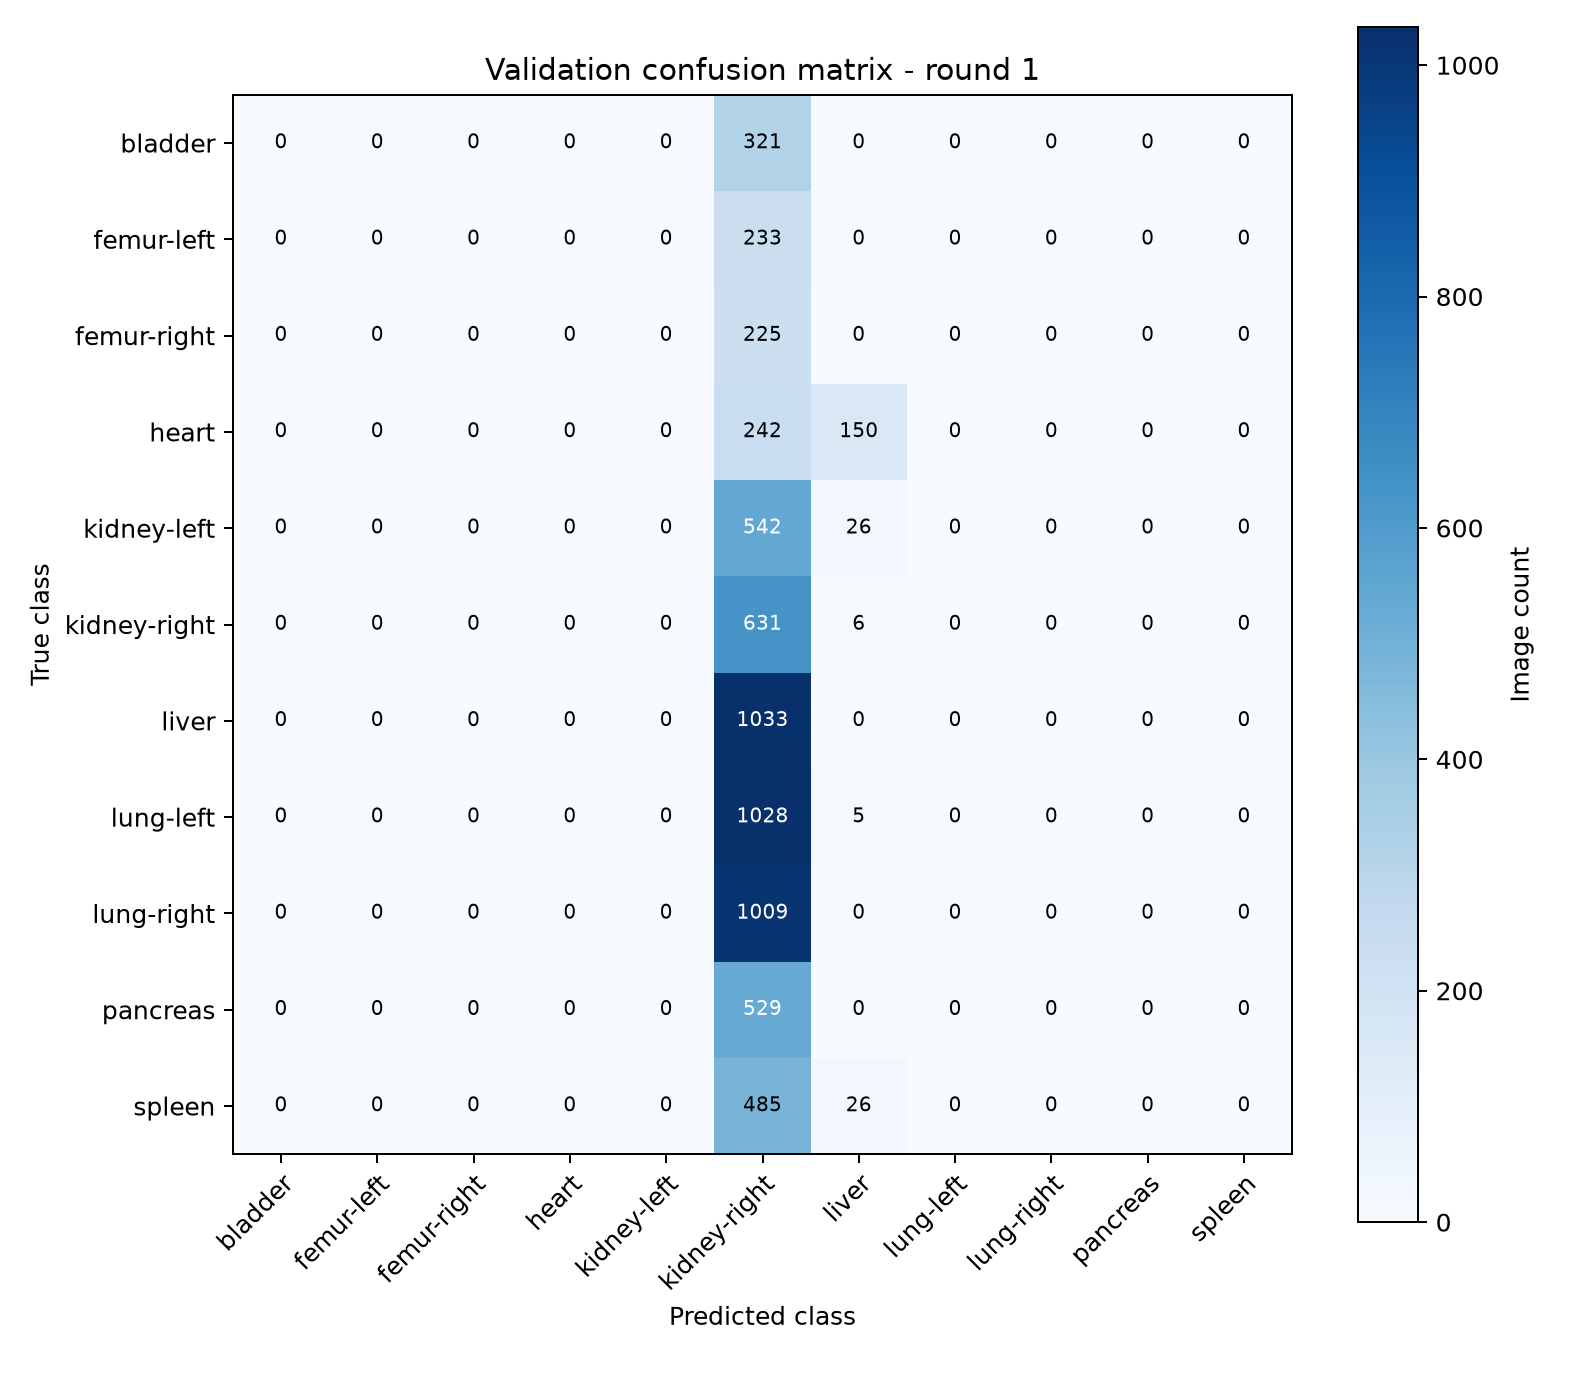 Validation confusion matrix - round 1
True class
bladder 0 0 0 0 0 321 0 0 0 0 0
femur-left 0 0 0 0 0 233 0 0 0 0 0
femur-right 0 0 0 0 0 225 0 0 0 0 0
heart 0 0 0 0 0 242 150 0 0 0 0
kidney-left 0 0 0 0 0 542 26 0 0 0 0
kidney-right 0 0 0 0 0 631 6 0 0 0 0
liver 0 0 0 0 0 1033 0 0 0 0 0
lung-left 0 0 0 0 0 1028 5 0 0 0 0
lung-right 0 0 0 0 0 1009 0 0 0 0 0
pancreas 0 0 0 0 0 529 0 0 0 0 0
spleen 0 0 0 0 0 485 26 0 0 0 0
bladder femur-left femur-right heart kidney-left kidney-right liver lung-left lung-right pancreas spleen
Predicted class
1000
800
600
400
200
0
Image count